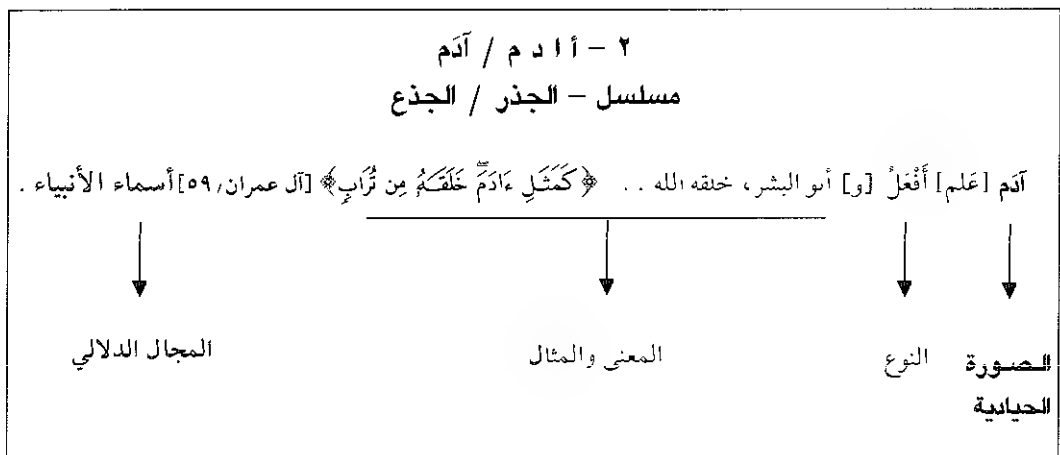 ٢ - أ ا د م / آدَم
مسلسل - الجذر / الجذع
آدَم [عَلم] أَفْعَلُ [و] أبو البشر، خلقه الله .. ﴿كَمَثَلِ ءَادَمَۖ خَلَقَهُۥ مِن تُرَابٍ﴾ [آل عمران، ٥٩] أسماء الأنبياء .
الصورة النوع المعنى والمثال المجال الدلالي
الحيادية